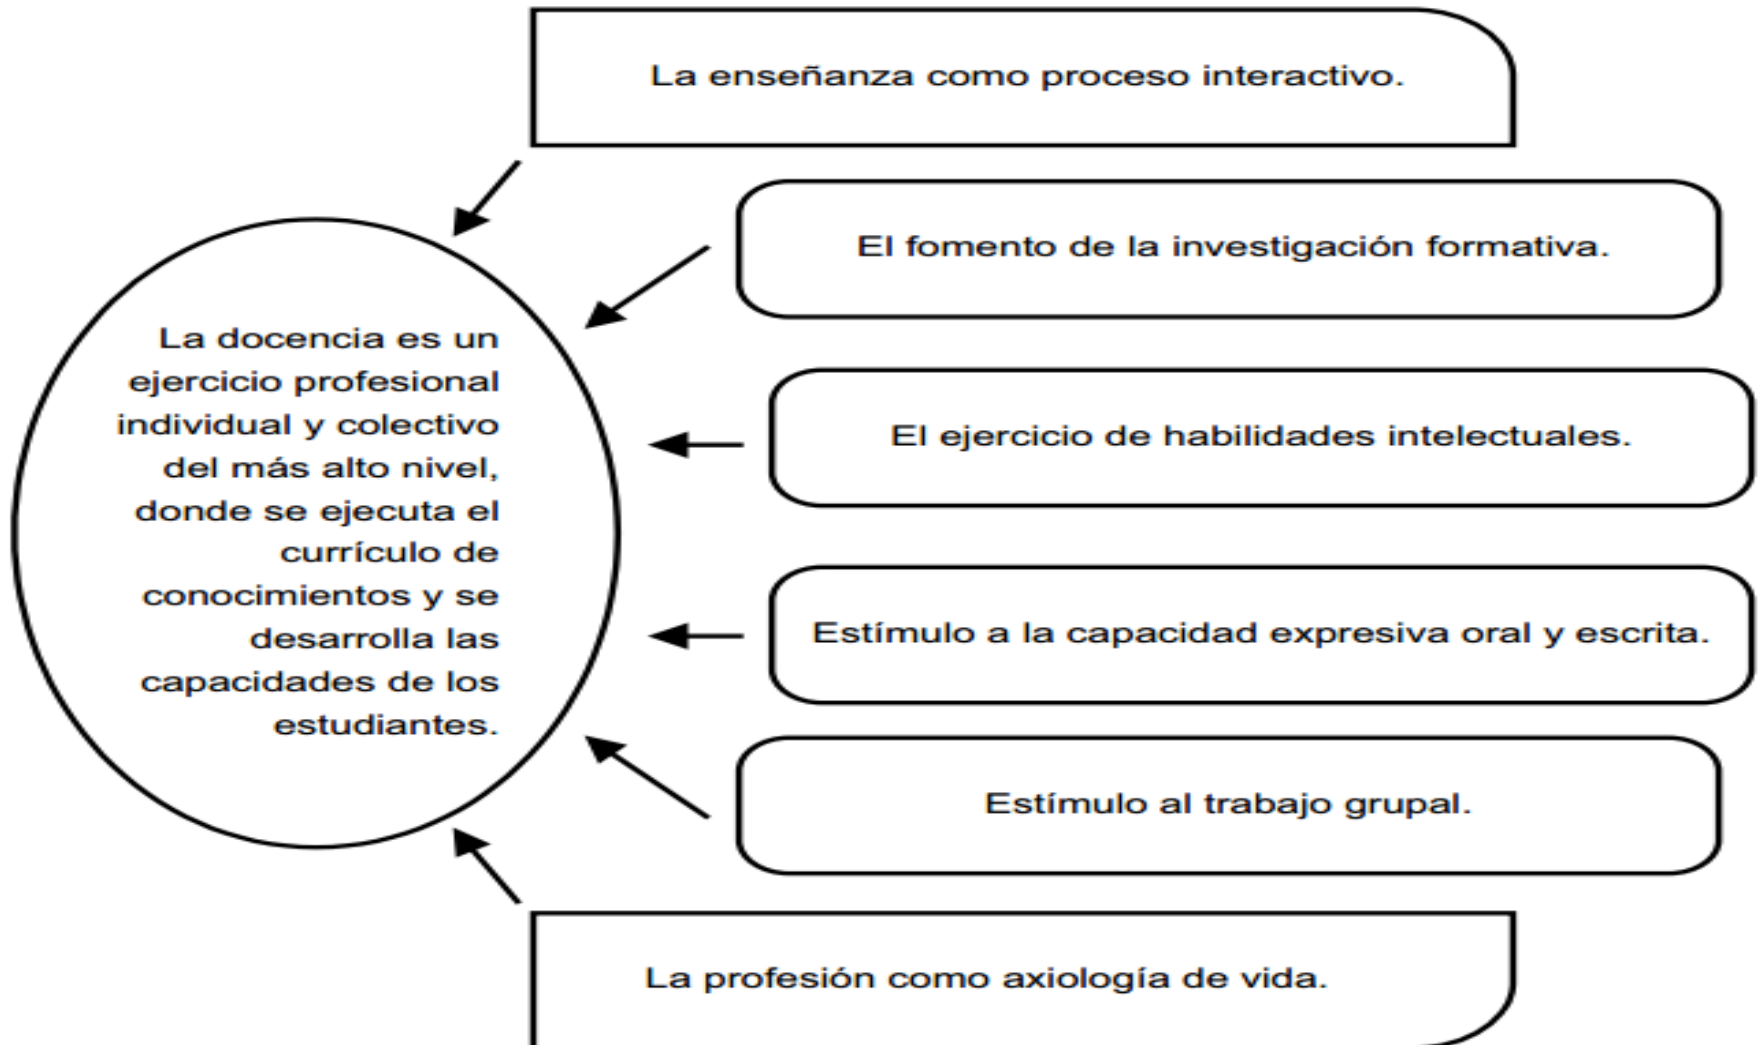 La enseñanza como proceso interactivo.
El fomento de la investigación formativa.
La docencia es un
ejercicio profesional
individual y colectivo
del más alto nivel,
donde se ejecuta el
currículo de
conocimientos y se
desarrolla las
capacidades de los
estudiantes.
El ejercicio de habilidades intelectuales.
Estímulo a la capacidad expresiva oral y escrita.
Estímulo al trabajo grupal.
La profesión como axiología de vida.